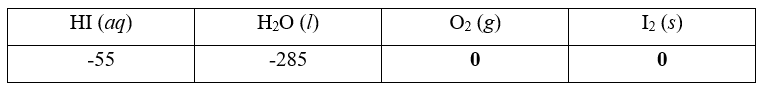 HI (aq) H₂O (l) O₂ (g) I₂ (s)
-55 -285 0 0